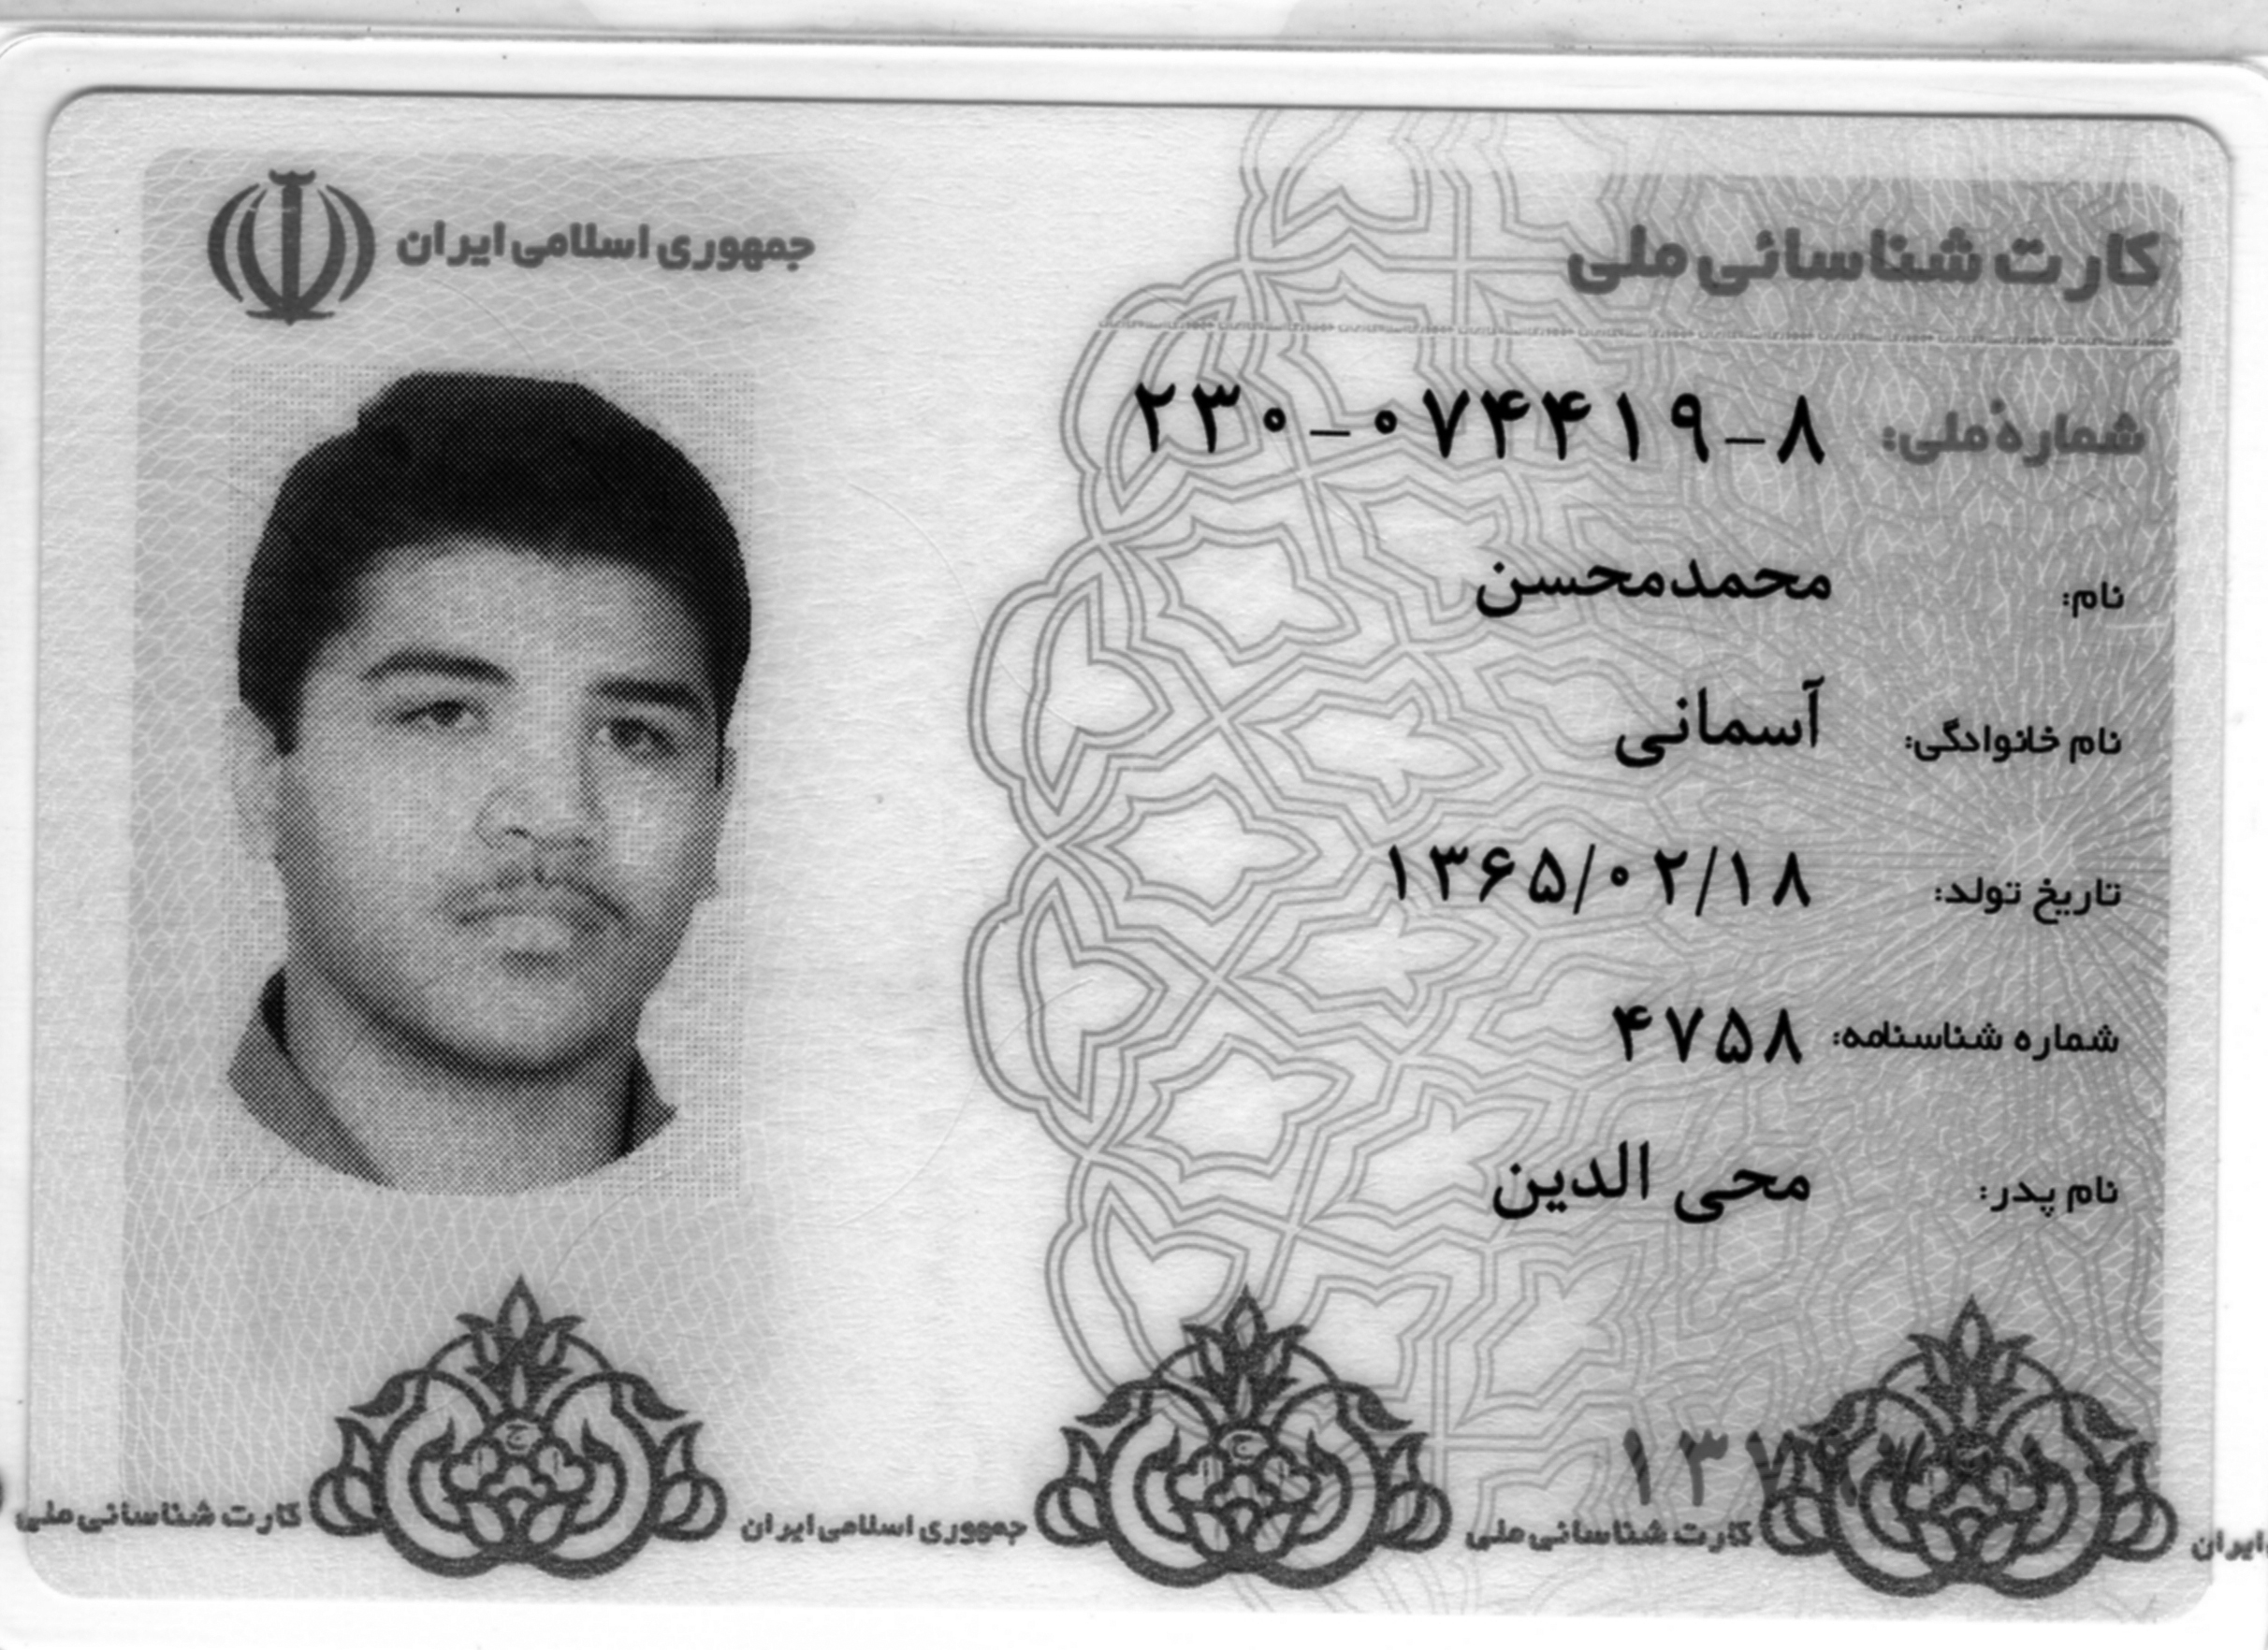 جمهوری اسلامی ایران
کارت شناسائی ملی
شمارهٔ ملی: ۲۳۰-۰۷۴۴۱۹-۸
نام: محمدمحسن
نام خانوادگی: آسمانی
تاریخ تولد: ۱۳۶۵/۰۲/۱۸
شماره شناسنامه: ۴۷۵۸
نام پدر: محی الدین
ایران کارت شناسائی ملی جمهوری اسلامی ایران کارت شناسائی ملی